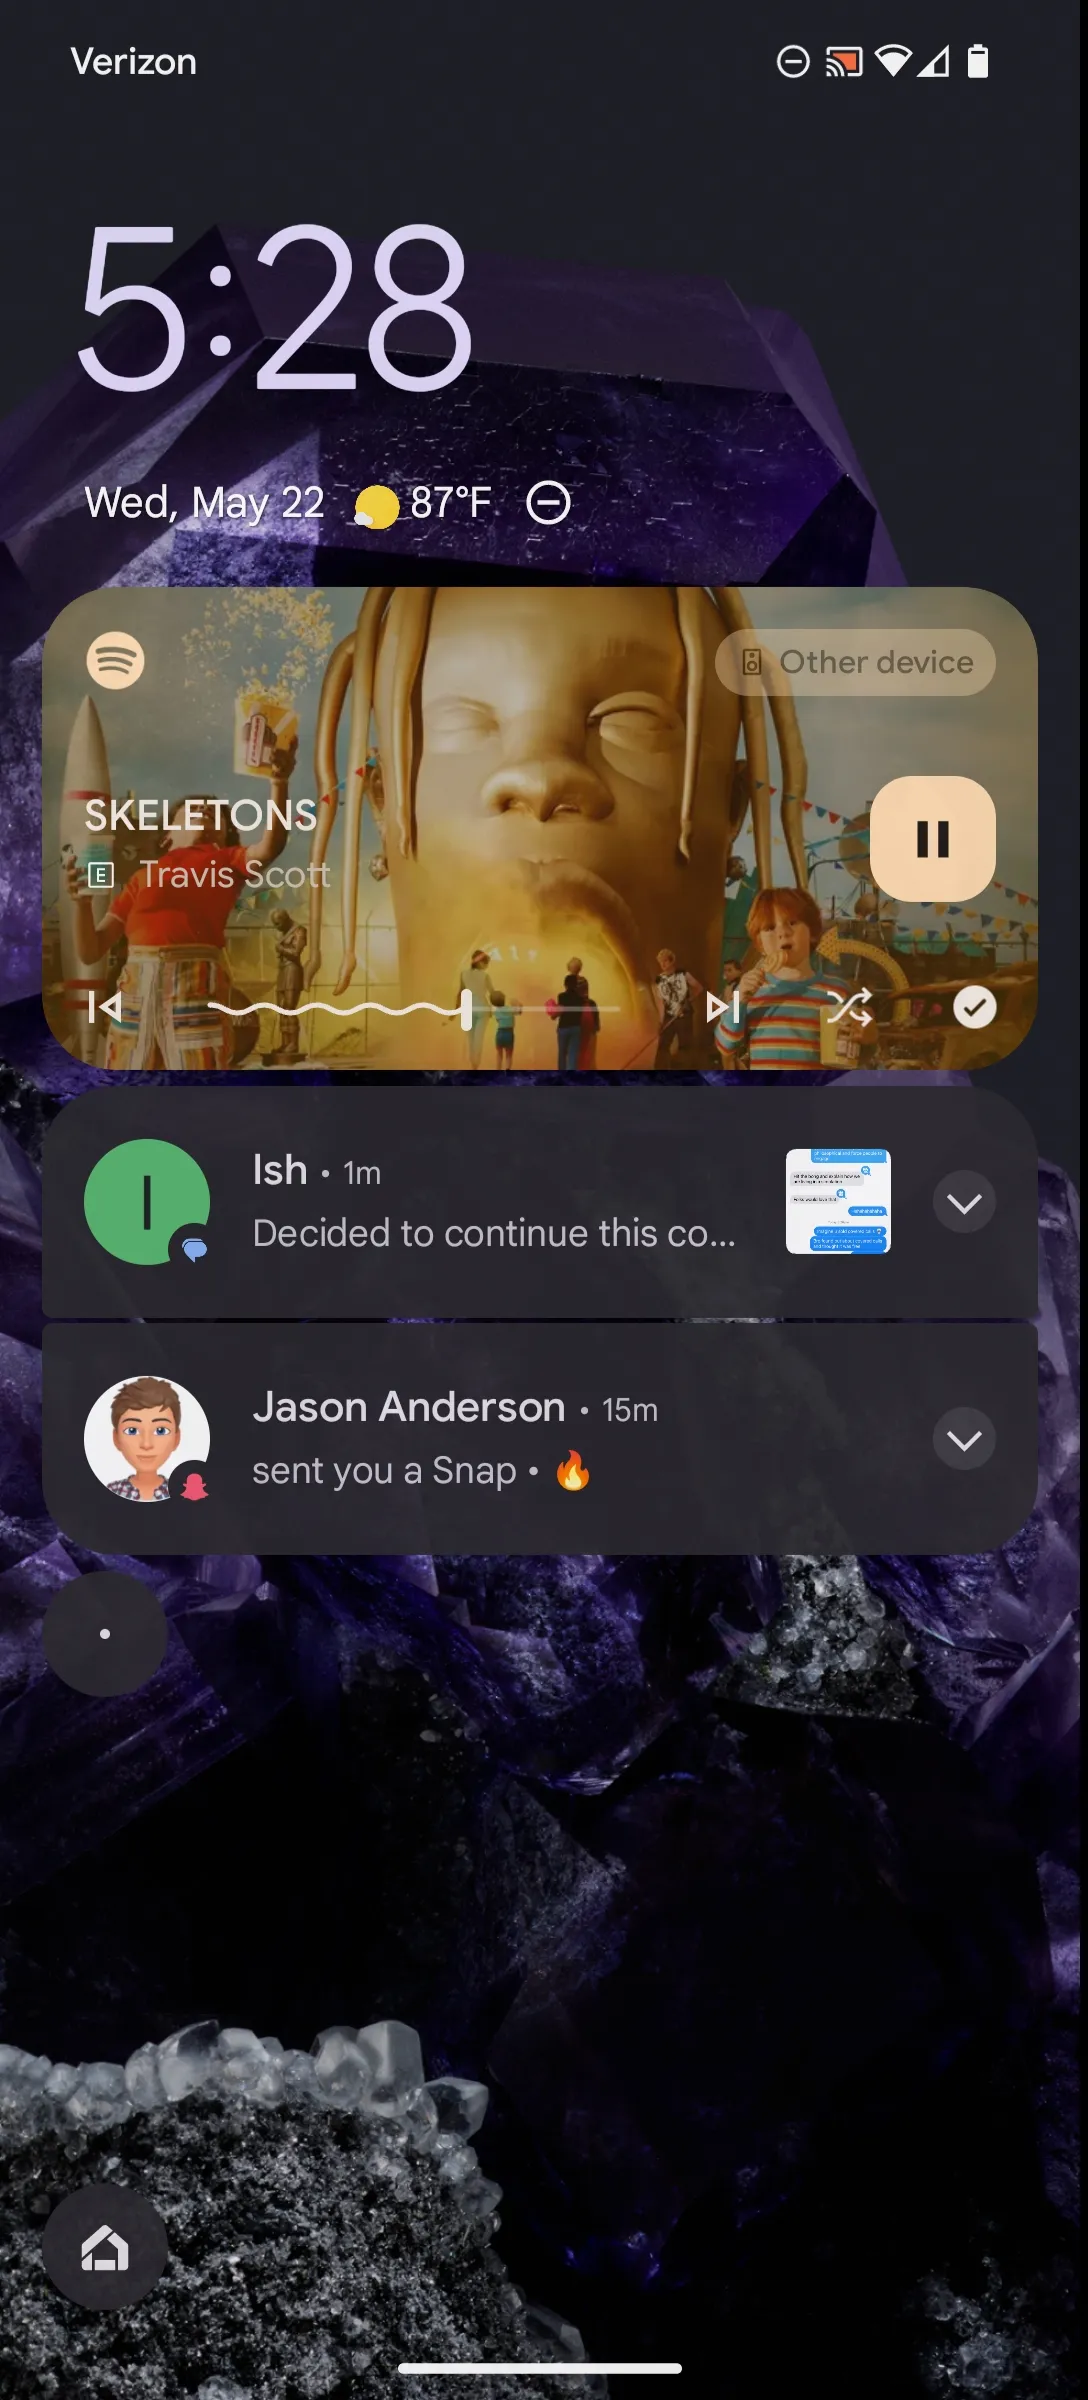 Verizon
5:28
Wed, May 22 87°F
Other device
SKELETONS
E Travis Scott
Ish • 1m
Decided to continue this co...
Jason Anderson • 15m
sent you a Snap • 🔥